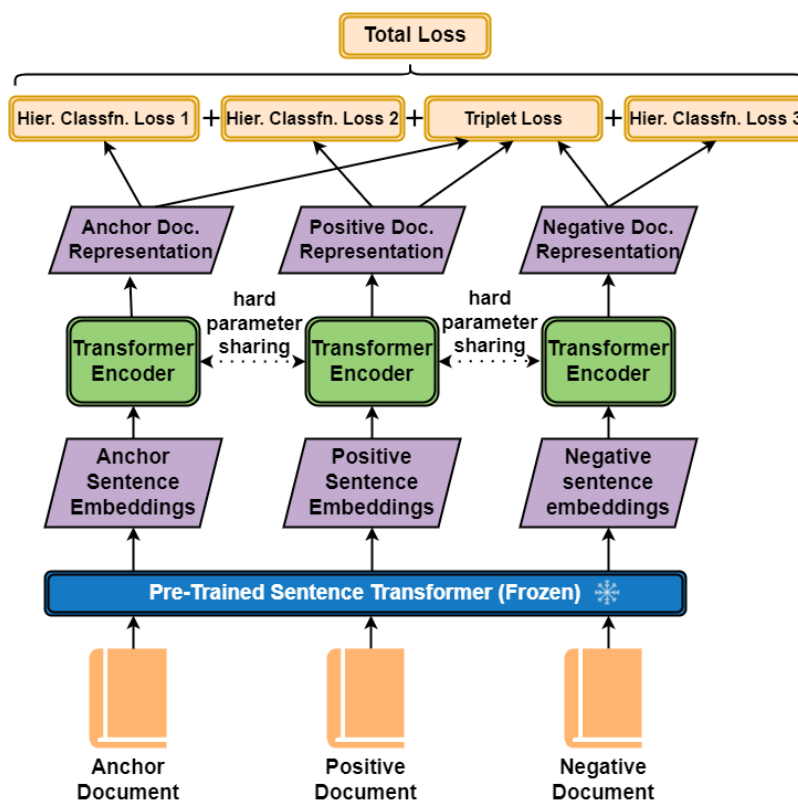 Total Loss
Hier. Classfn. Loss 1 + Hier. Classfn. Loss 2 + Triplet Loss + Hier. Classfn. Loss 3
Anchor Doc.
Representation
Positive Doc.
Representation
Negative Doc.
Representation
hard
parameter
sharing
hard
parameter
sharing
Transformer
Encoder
Transformer
Encoder
Transformer
Encoder
Anchor
Sentence
Embeddings
Positive
Sentence
Embeddings
Negative
sentence
embeddings
Pre-Trained Sentence Transformer (Frozen)
Anchor
Document
Positive
Document
Negative
Document